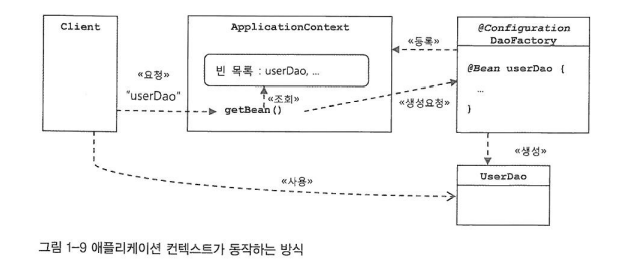 Client
ApplicationContext
@Configuration
DaoFactory
«등록»
빈 목록 : userDao, ...
@Bean userDao {
...
}
«요청»
"userDao"
«조회»
getBean()
«생성요청»
«생성»
UserDao
«사용»
그림 1-9 애플리케이션 컨텍스트가 동작하는 방식